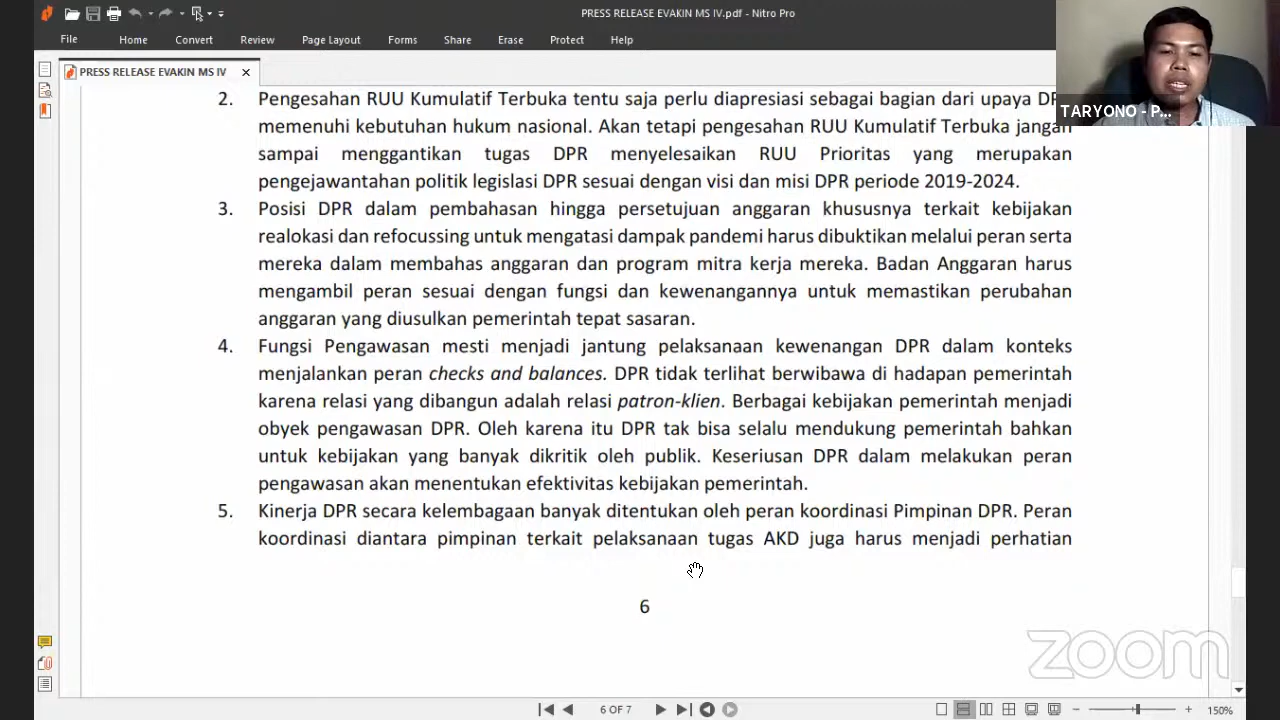 PRESS RELEASE EVAKIN MS IV.pdf - Nitro Pro
File Home Convert Review Page Layout Forms Share Erase Protect Help
PRESS RELEASE EVAKIN MS IV
TARYONO - P...
2. Pengesahan RUU Kumulatif Terbuka tentu saja perlu diapresiasi sebagai bagian dari upaya
memenuhi kebutuhan hukum nasional. Akan tetapi pengesahan RUU Kumulatif Terbuka jangan
sampai menggantikan tugas DPR menyelesaikan RUU Prioritas yang merupakan
pengejawantahan politik legislasi DPR sesuai dengan visi dan misi DPR periode 2019-2024.
3. Posisi DPR dalam pembahasan hingga persetujuan anggaran khususnya terkait kebijakan
realokasi dan refocussing untuk mengatasi dampak pandemi harus dibuktikan melalui peran serta
mereka dalam membahas anggaran dan program mitra kerja mereka. Badan Anggaran harus
mengambil peran sesuai dengan fungsi dan kewenangannya untuk memastikan perubahan
anggaran yang diusulkan pemerintah tepat sasaran.
4. Fungsi Pengawasan mesti menjadi jantung pelaksanaan kewenangan DPR dalam konteks
menjalankan peran checks and balances. DPR tidak terlihat berwibawa di hadapan pemerintah
karena relasi yang dibangun adalah relasi patron-klien. Berbagai kebijakan pemerintah menjadi
obyek pengawasan DPR. Oleh karena itu DPR tak bisa selalu mendukung pemerintah bahkan
untuk kebijakan yang banyak dikritik oleh publik. Keseriusan DPR dalam melakukan peran
pengawasan akan menentukan efektivitas kebijakan pemerintah.
5. Kinerja DPR secara kelembagaan banyak ditentukan oleh peran koordinasi Pimpinan DPR. Peran
koordinasi diantara pimpinan terkait pelaksanaan tugas AKD juga harus menjadi perhatian
6
zoom
6 OF 7
150%